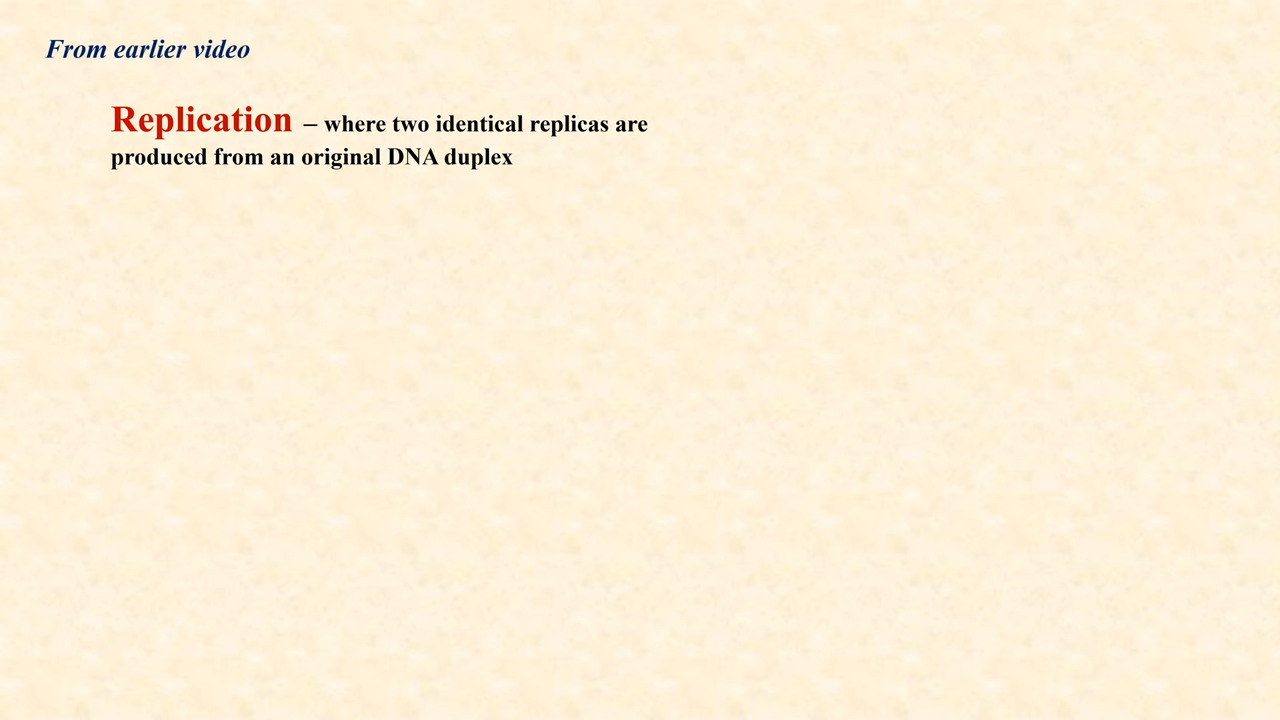 From earlier video
Replication – where two identical replicas are
produced from an original DNA duplex